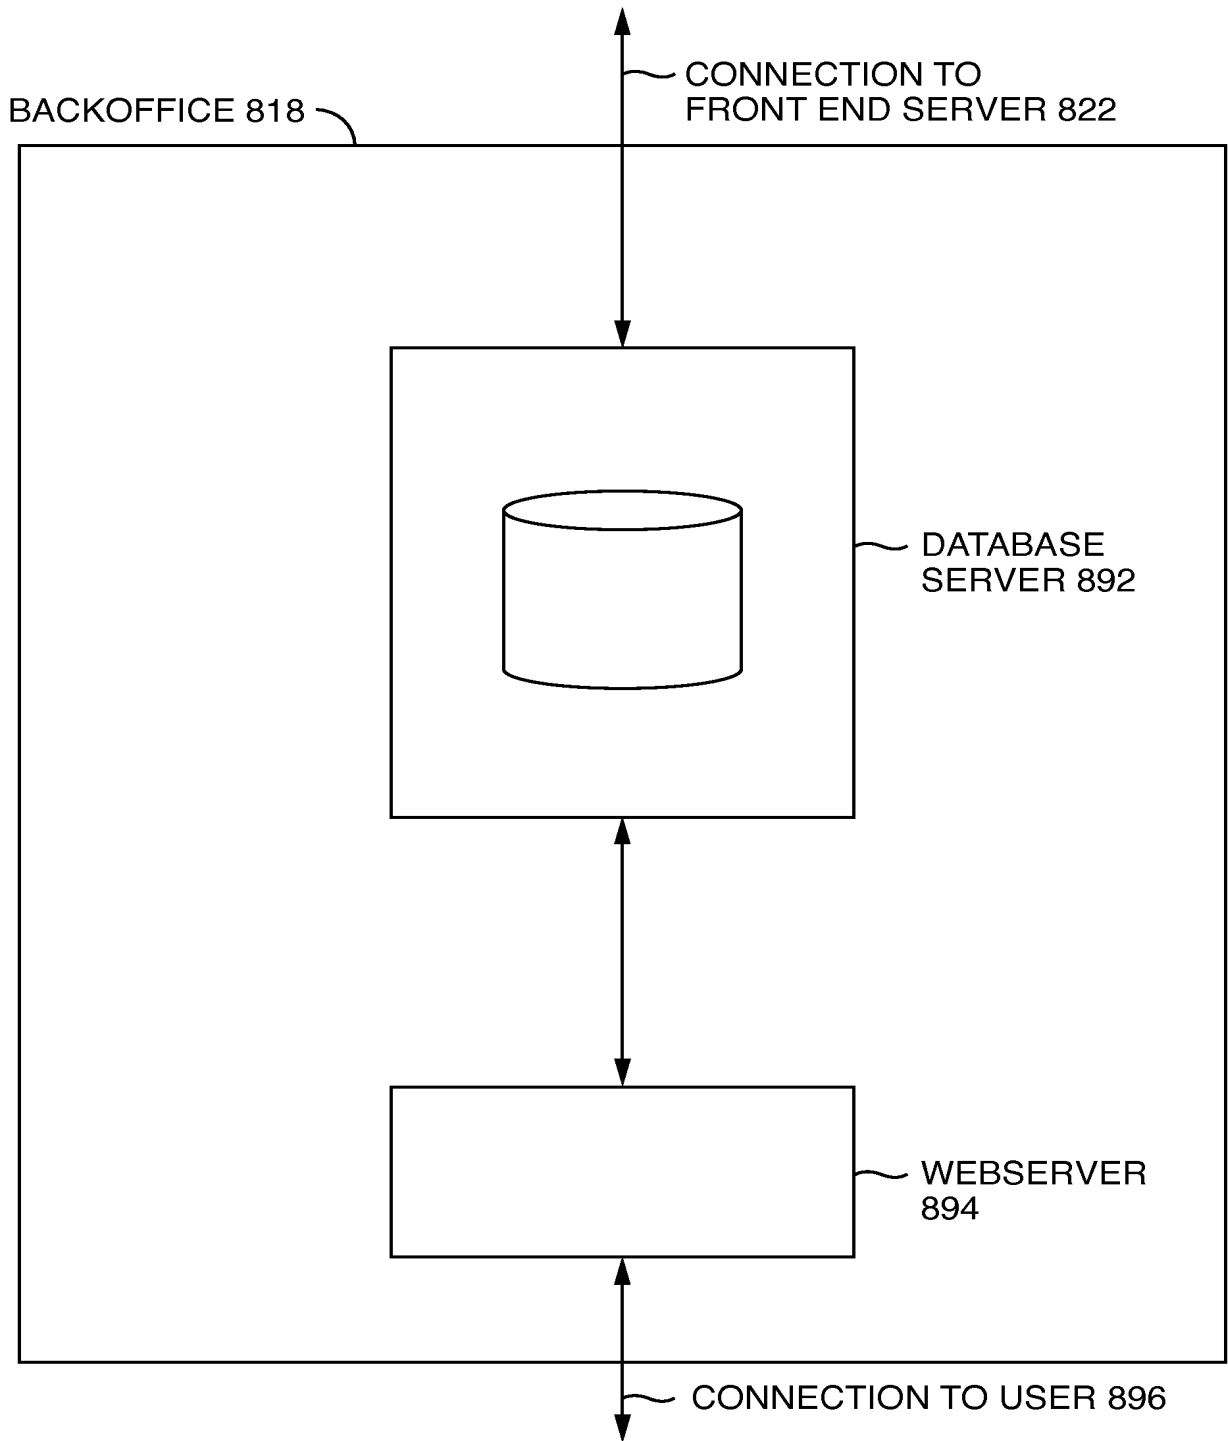 CONNECTION TO
FRONT END SERVER 822
BACKOFFICE 818
DATABASE
SERVER 892
WEBSERVER
894
CONNECTION TO USER 896